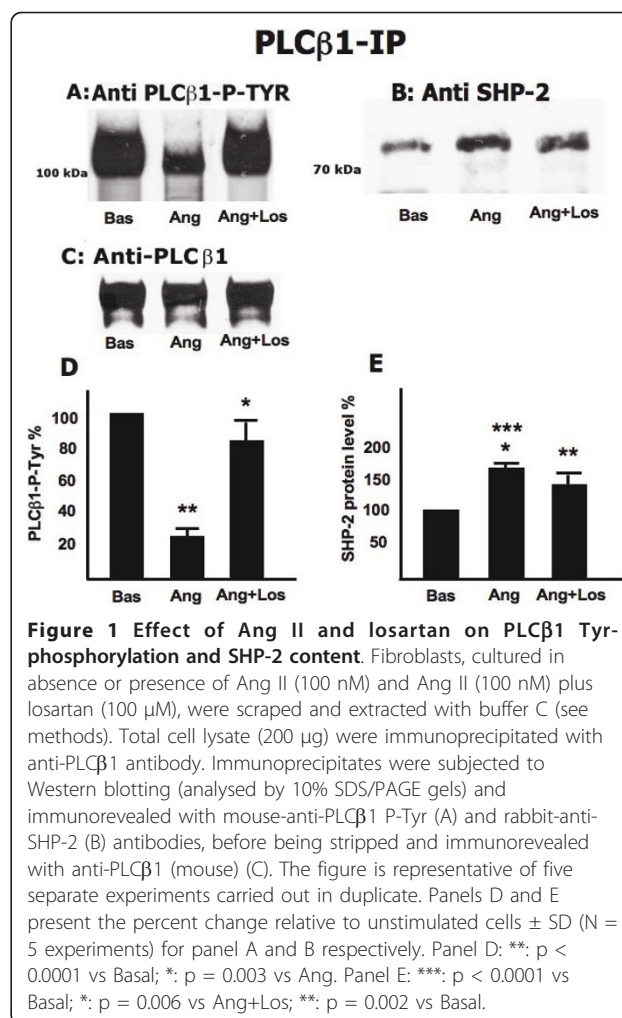 PLCβ1-IP
A: Anti PLCβ1-P-TYR
100 kDa
Bas Ang Ang+Los
B: Anti SHP-2
70 kDa
Bas Ang Ang+Los
C: Anti-PLCβ1
Bas Ang Ang+Los
D
PLCβ1-P-Tyr %
100
80
60
40
20
**
*
Bas Ang Ang+Los
E
SHP-2 protein level %
200
150
100
50
***
*
**
Bas Ang Ang+Los
Figure 1 Effect of Ang II and losartan on PLCβ1 Tyr-
phosphorylation and SHP-2 content. Fibroblasts, cultured in
absence or presence of Ang II (100 nM) and Ang II (100 nM) plus
losartan (100 μM), were scraped and extracted with buffer C (see
methods). Total cell lysate (200 μg) were immunoprecipitated with
anti-PLCβ1 antibody. Immunoprecipitates were subjected to
Western blotting (analysed by 10% SDS/PAGE gels) and
immunorevealed with mouse-anti-PLCβ1 P-Tyr (A) and rabbit-anti-
SHP-2 (B) antibodies, before being stripped and immunorevealed
with anti-PLCβ1 (mouse) (C). The figure is representative of five
separate experiments carried out in duplicate. Panels D and E
present the percent change relative to unstimulated cells ± SD (N =
5 experiments) for panel A and B respectively. Panel D: **: p <
0.0001 vs Basal; *: p = 0.003 vs Ang. Panel E: ***: p < 0.0001 vs
Basal; *: p = 0.006 vs Ang+Los; **: p = 0.002 vs Basal.